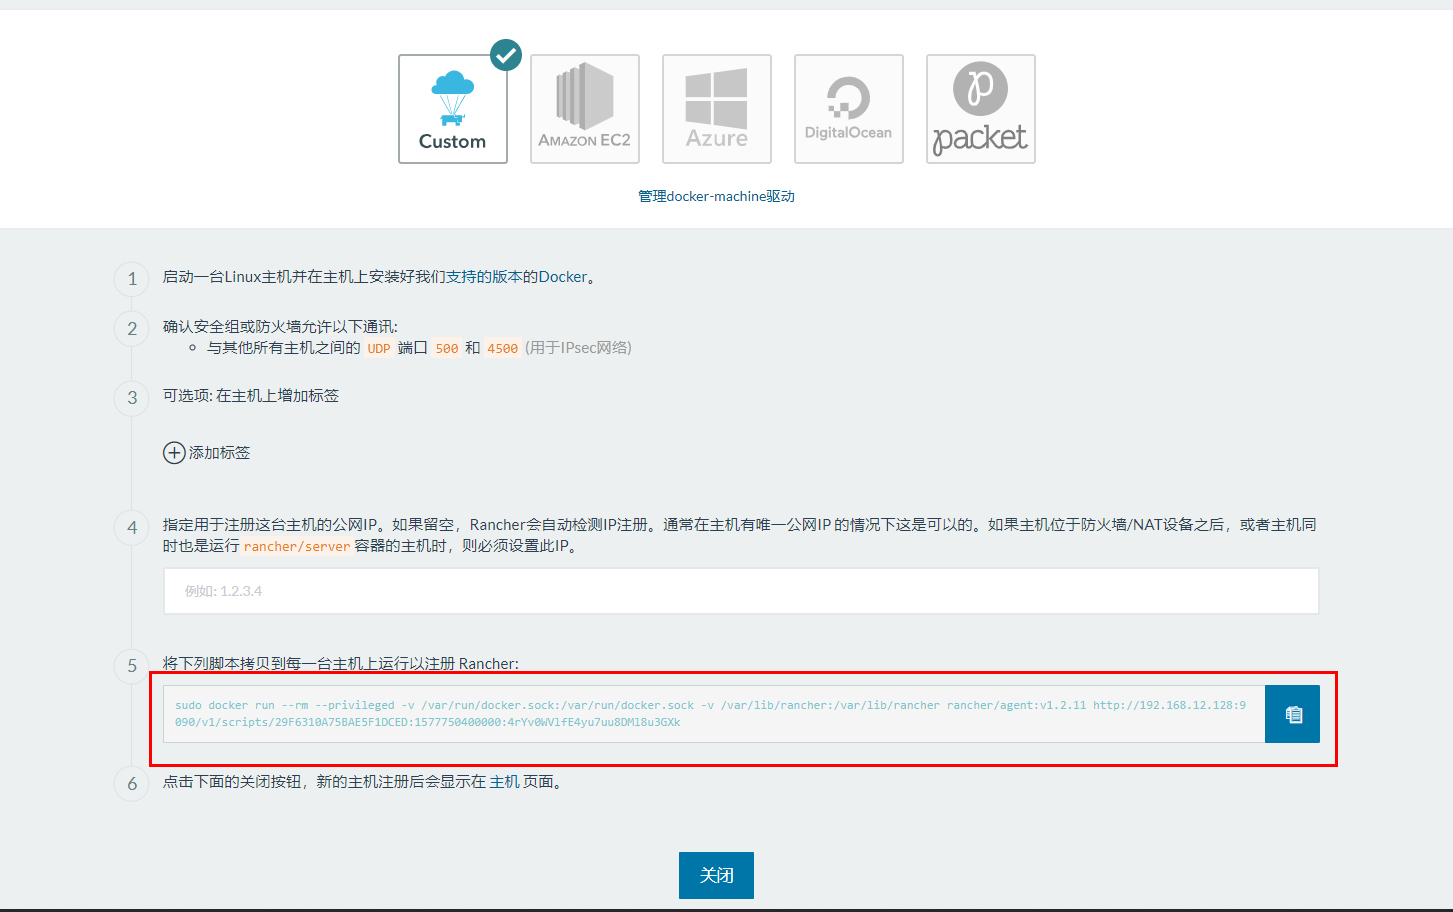 Custom
AMAZON EC2
Azure
DigitalOcean
packet
管理docker-machine驱动
1 启动一台Linux主机并在主机上安装好我们支持的版本的Docker。
2 确认安全组或防火墙允许以下通讯:
与其他所有主机之间的 UDP 端口 500 和 4500 (用于IPsec网络)
3 可选项: 在主机上增加标签
添加标签
4 指定用于注册这台主机的公网IP。如果留空，Rancher会自动检测IP注册。通常在主机有唯一公网IP 的情况下这是可以的。如果主机位于防火墙/NAT设备之后，或者主机同
时也是运行 rancher/server 容器的主机时，则必须设置此IP。
例如: 1.2.3.4
5 将下列脚本拷贝到每一台主机上运行以注册 Rancher:
sudo docker run --rm --privileged -v /var/run/docker.sock:/var/run/docker.sock -v /var/lib/rancher:/var/lib/rancher rancher/agent:v1.2.11 http://192.168.12.128:9
090/v1/scripts/29F6310A75BAE5F1DCED:1577750400000:4rYv0WVlfE4yu7uu8DMl8u3GXk
6 点击下面的关闭按钮，新的主机注册后会显示在 主机 页面。
关闭